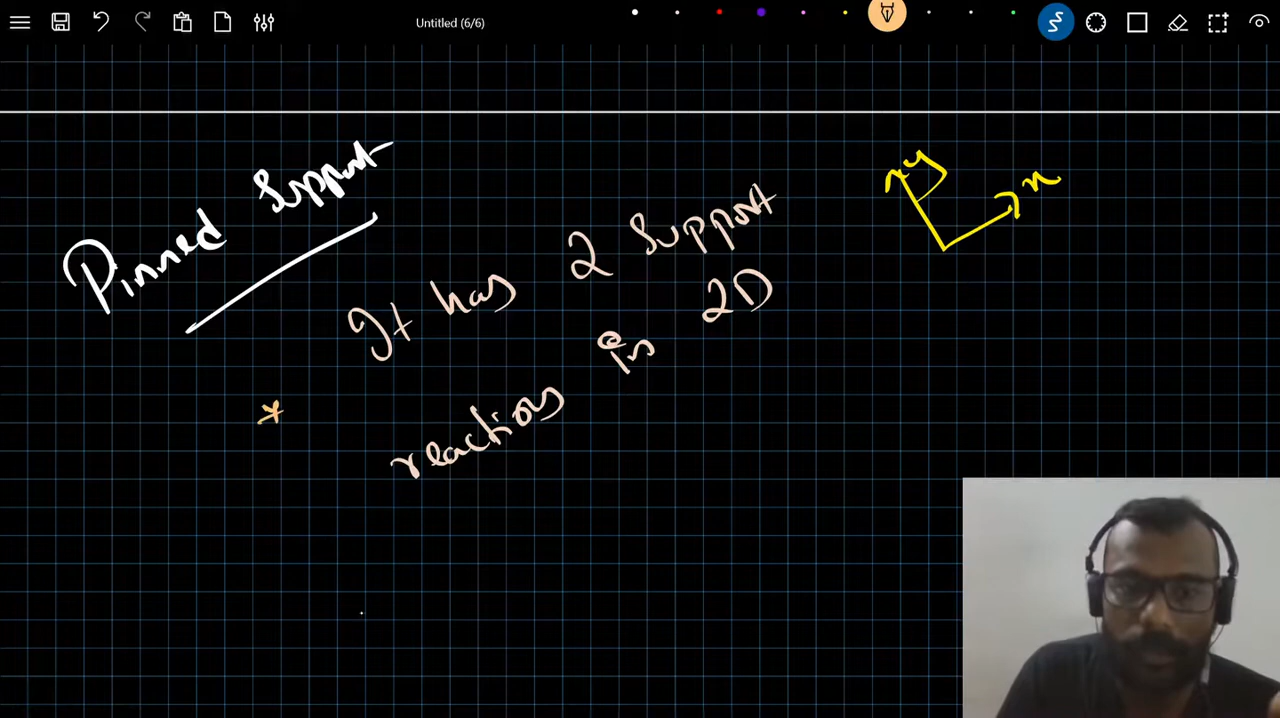 Untitled (6/6)
Pinned Support
y
x
It has 2 Support
* reactions in 2D